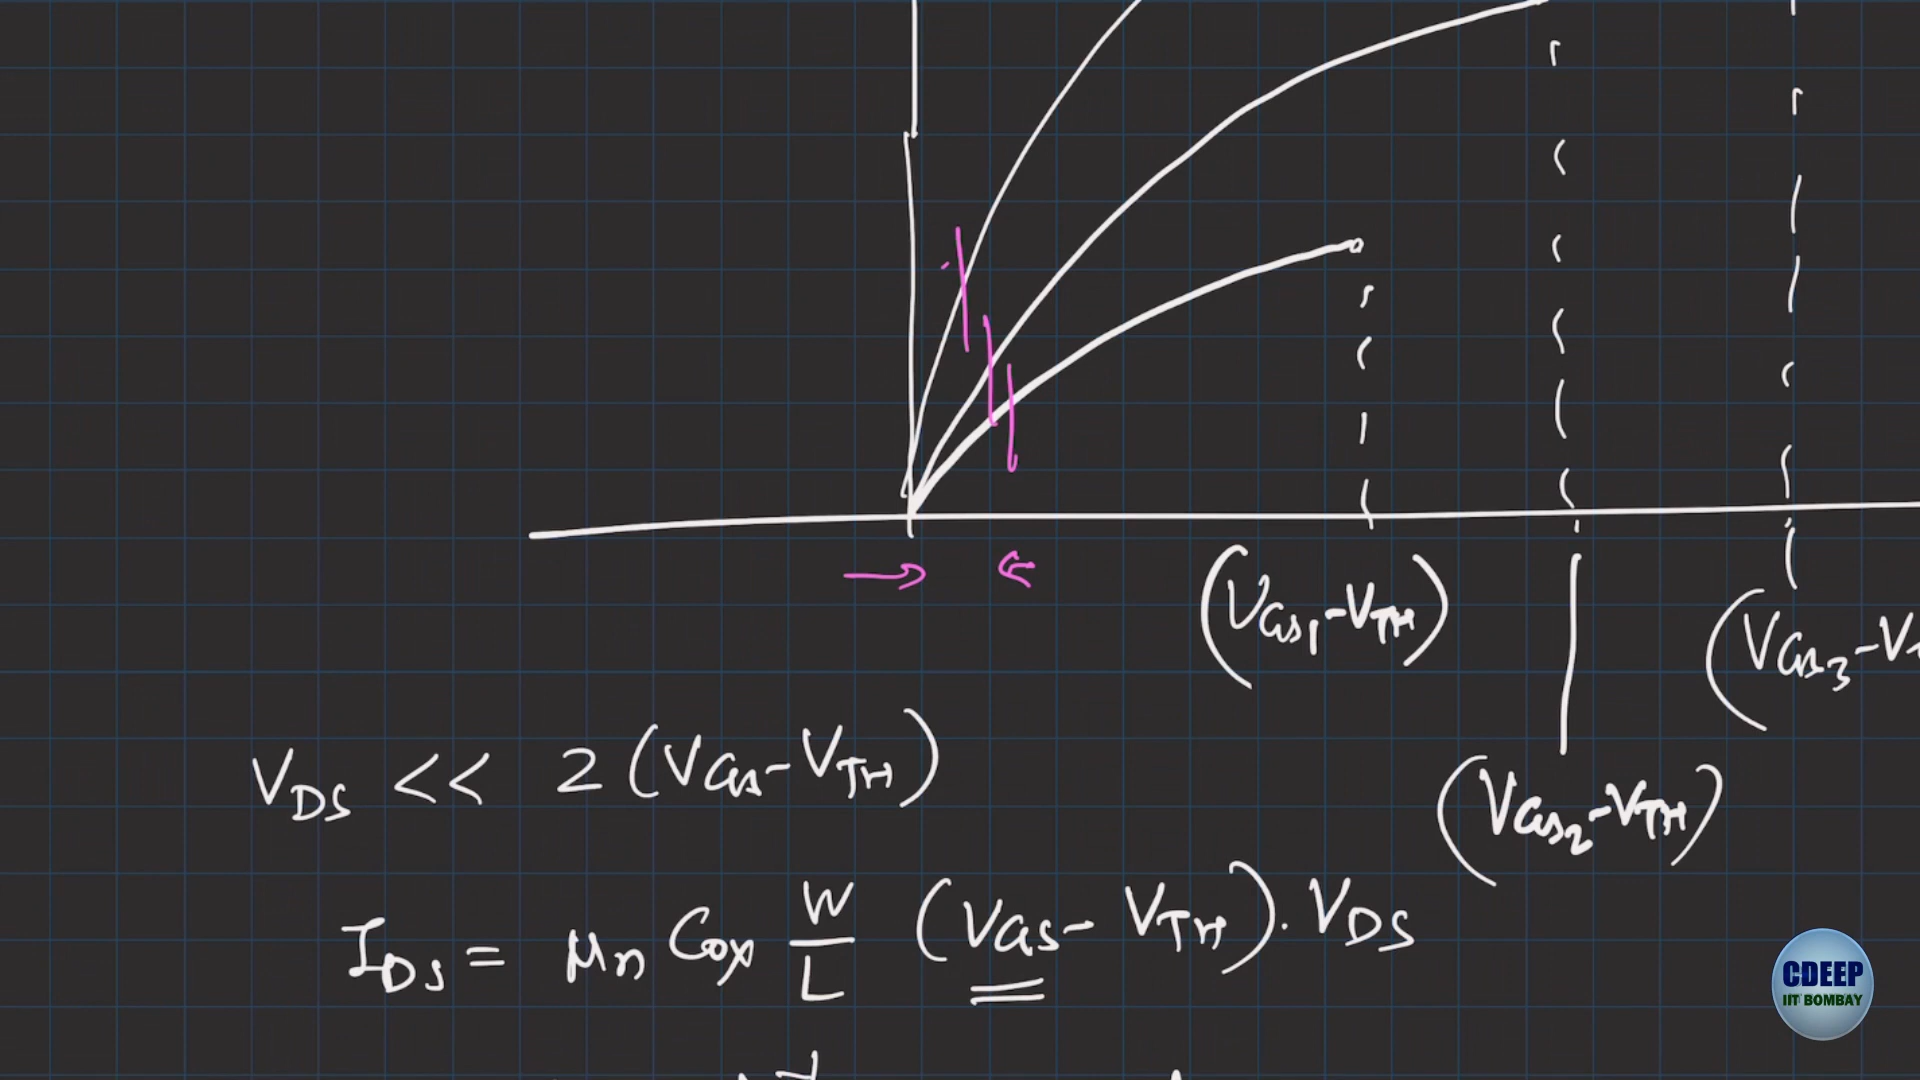 (VGS1-VTH)
(VGS3-V
(VGS2-VTH)
VDS << 2(VGS-VTH)
IDS = μn Cox W/L (VGS-VTH).VDS
CDEEP
IIT BOMBAY